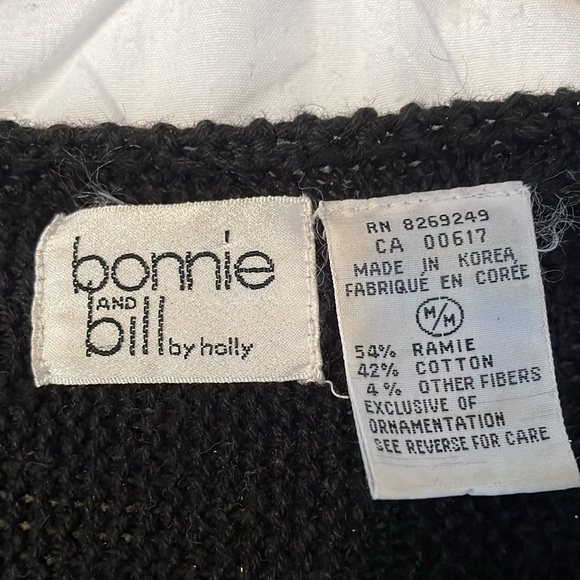 bonnie
AND
bill by holly
RN 8269249
CA 00617
MADE IN KOREA
FABRIQUE EN CORÉE
M/M
54% RAMIE
42% COTTON
4% OTHER FIBERS
EXCLUSIVE OF
ORNAMENTATION
SEE REVERSE FOR CARE